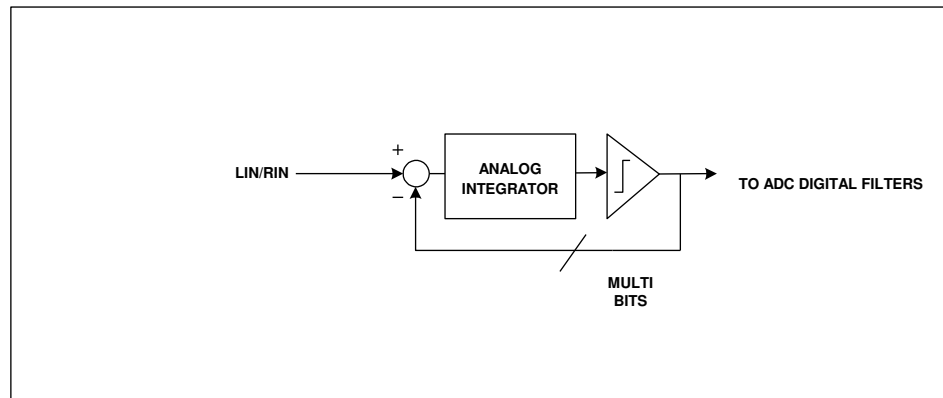 +
LIN/RIN
−
ANALOG
INTEGRATOR
TO ADC DIGITAL FILTERS
MULTI
BITS